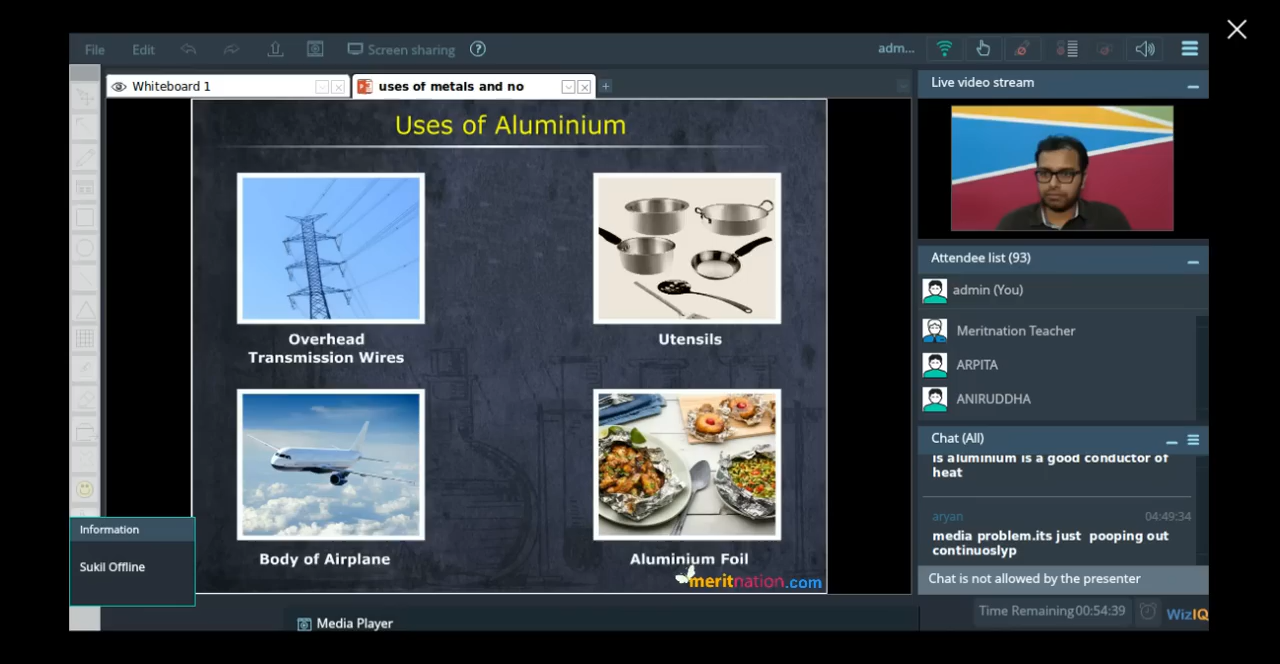 File Edit Screen sharing ? adm...
Whiteboard 1 uses of metals and no
Uses of Aluminium
Overhead
Transmission Wires
Utensils
Body of Airplane
Aluminium Foil
meritnation.com
Information
Sukil Offline
Media Player
Live video stream
Attendee list (93)
admin (You)
Meritnation Teacher
ARPITA
ANIRUDDHA
Chat (All)
is aluminium is a good conductor of
heat
aryan 04:49:34
media problem.its just pooping out
continuoslyp
Chat is not allowed by the presenter
Time Remaining 00:54:39
WizIQ